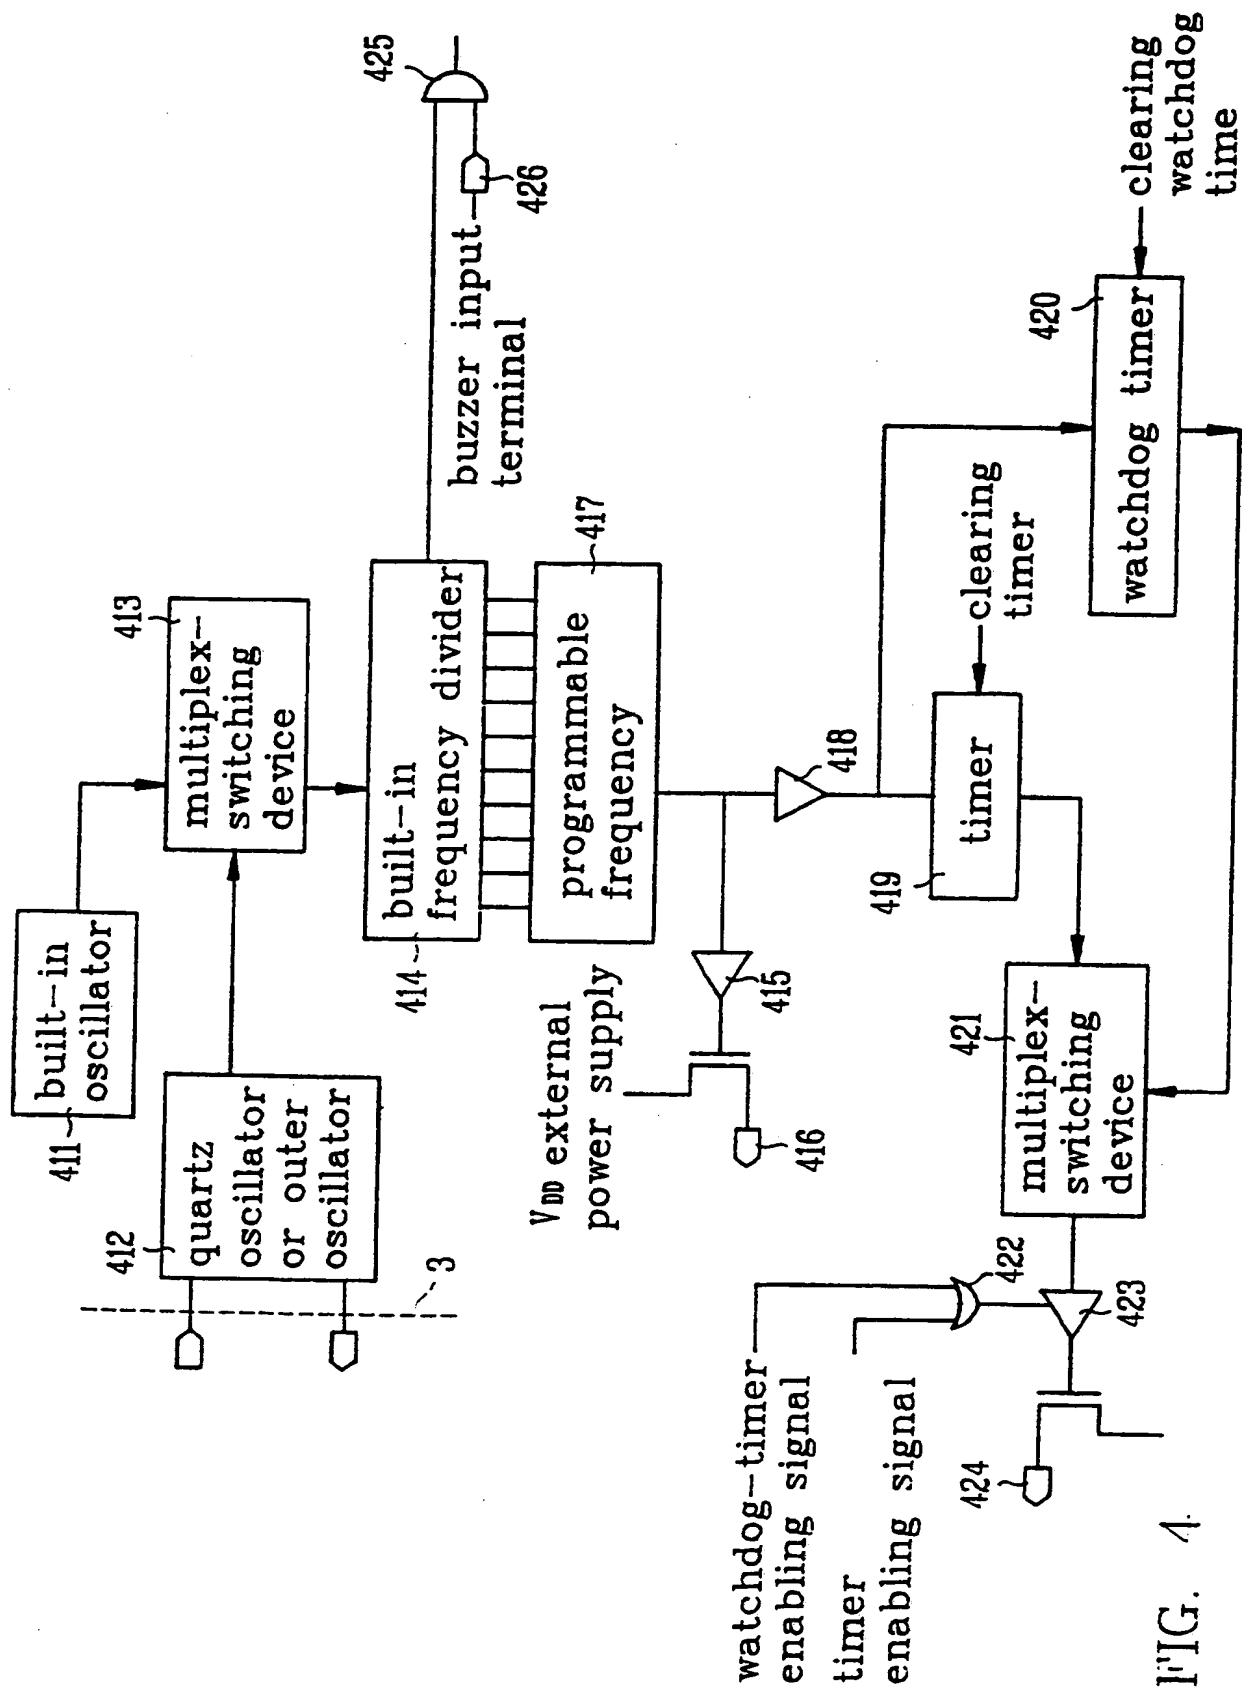 411
built-in
oscillator
412
quartz
oscillator
or outer
oscillator
3
413
multiplex-
switching
device
414
built-in
frequency divider
425
buzzer input
terminal
426
417
programmable
frequency
VDD external
power supply
415
416
418
419
timer
clearing
timer
420
watchdog timer
clearing
watchdog
time
421
multiplex-
switching
device
422
423
424
watchdog-timer
enabling signal
timer
enabling signal
FIG. 4